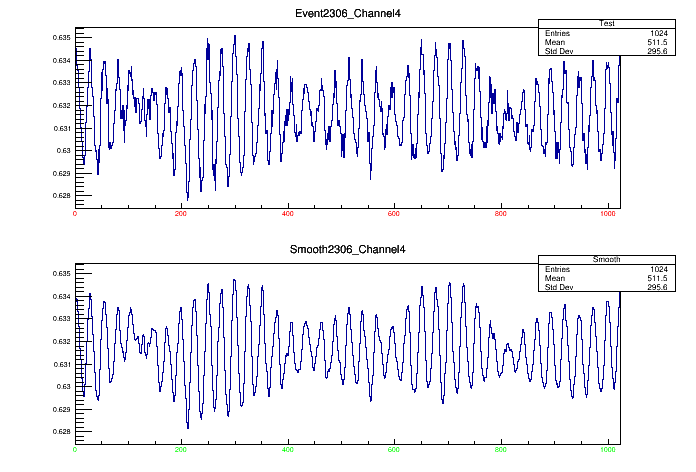 Event2306_Channel4
Test
Entries 1024
Mean 511.5
Std Dev 295.6
0.635
0.634
0.633
0.632
0.631
0.63
0.629
0.628
0 200 400 600 800 1000
Smooth2306_Channel4
Smooth
Entries 1024
Mean 511.5
Std Dev 295.6
0.635
0.634
0.633
0.632
0.631
0.63
0.629
0.628
0 200 400 600 800 1000